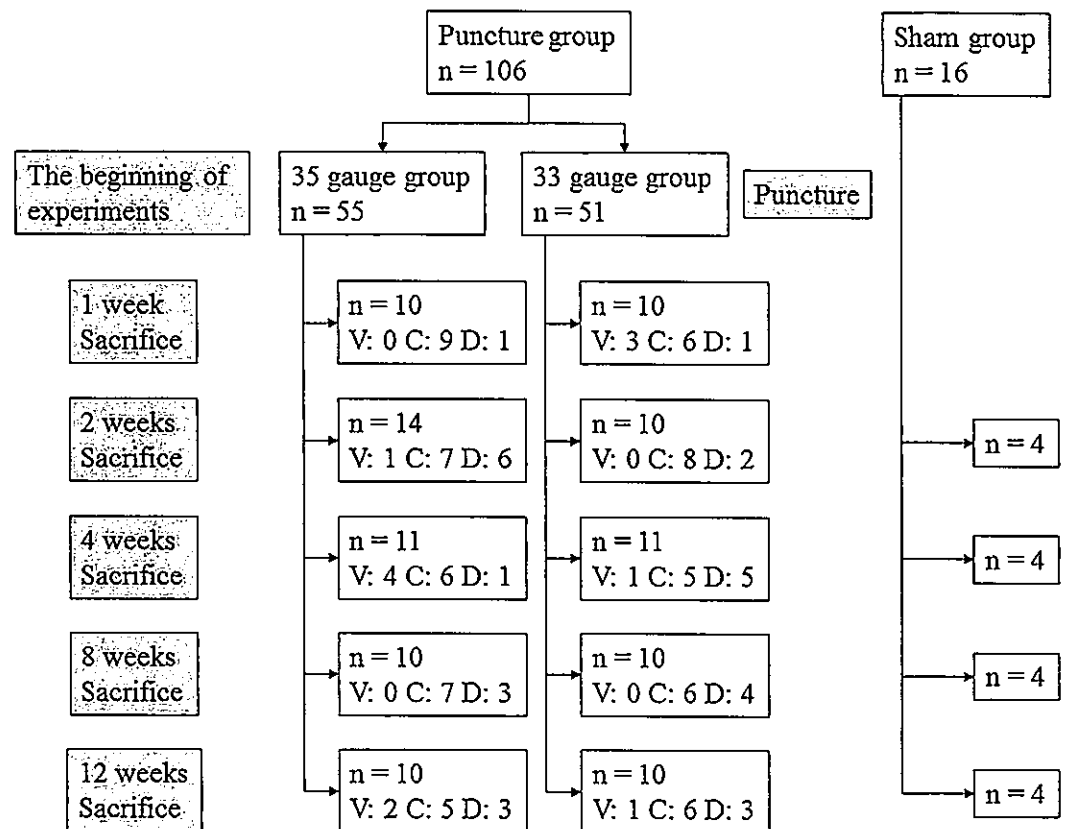 Puncture group
n = 106
Sham group
n = 16
The beginning of
experiments
35 gauge group
n = 55
33 gauge group
n = 51
Puncture
1 week
Sacrifice
n = 10
V: 0 C: 9 D: 1
n = 10
V: 3 C: 6 D: 1
2 weeks
Sacrifice
n = 14
V: 1 C: 7 D: 6
n = 10
V: 0 C: 8 D: 2
n = 4
4 weeks
Sacrifice
n = 11
V: 4 C: 6 D: 1
n = 11
V: 1 C: 5 D: 5
n = 4
8 weeks
Sacrifice
n = 10
V: 0 C: 7 D: 3
n = 10
V: 0 C: 6 D: 4
n = 4
12 weeks
Sacrifice
n = 10
V: 2 C: 5 D: 3
n = 10
V: 1 C: 6 D: 3
n = 4